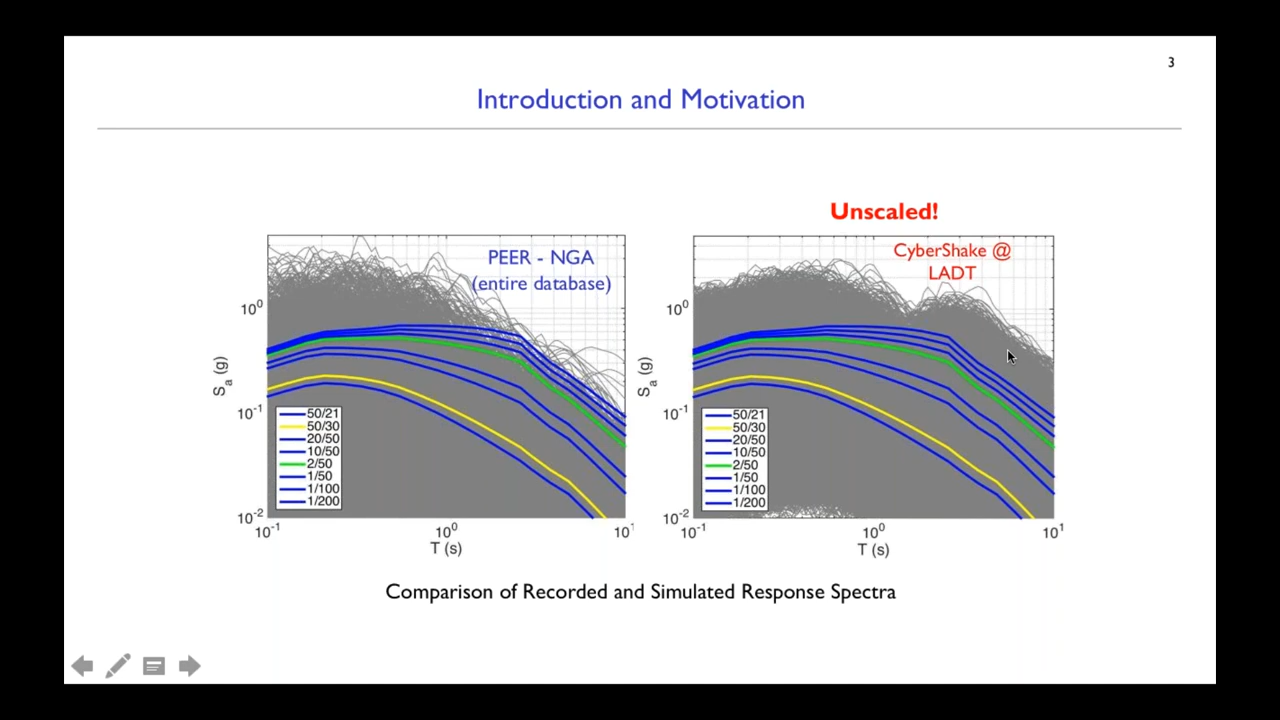 3
Introduction and Motivation
Unscaled!
PEER - NGA
(entire database)
10^0
10^-1
10^-2
S_a (g)
50/21
50/30
20/50
10/50
2/50
1/50
1/100
1/200
10^-1
10^0
10^1
T (s)
CyberShake @
LADT
10^0
10^-1
10^-2
S_a (g)
50/21
50/30
20/50
10/50
2/50
1/50
1/100
1/200
10^-1
10^0
10^1
T (s)
Comparison of Recorded and Simulated Response Spectra